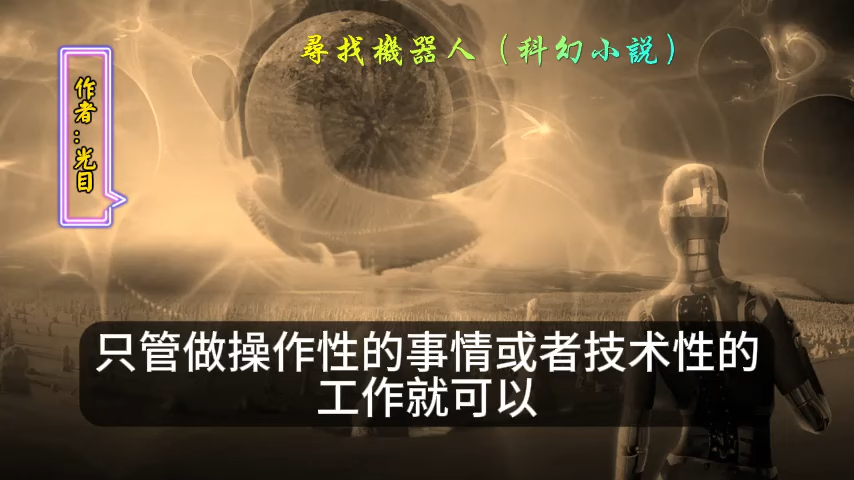 尋找機器人（科幻小説）
作者：光目
只管做操作性的事情或者技术性的
工作就可以